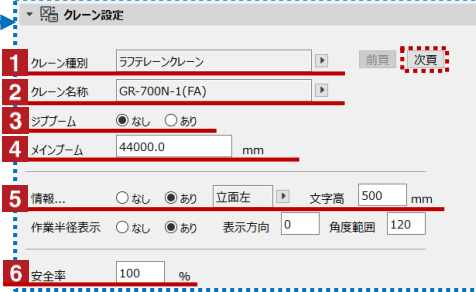 クレーン設定
1 クレーン種別 ラフテレーンクレーン 前頁 次頁
2 クレーン名称 GR-700N-1(FA)
3 ジブブーム なし あり
4 メインブーム 44000.0 mm
5 情報... なし あり 立面左 文字高 500 mm
作業半径表示 なし あり 表示方向 0 角度範囲 120
6 安全率 100 %